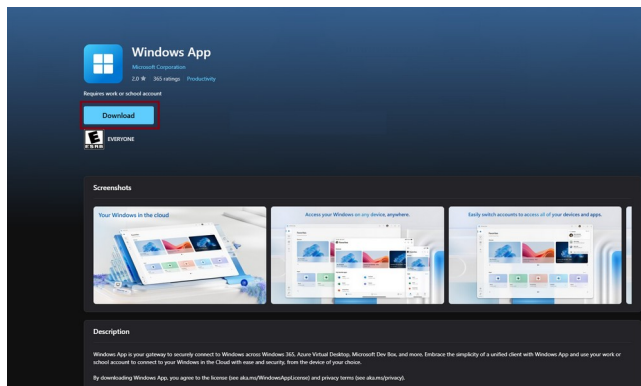 Windows App
Microsoft Corporation
2.0 ★ 365 ratings Productivity
Requires work or school account
Download
E
ESRB
EVERYONE
Screenshots
Your Windows in the cloud
Access your Windows on any device, anywhere.
Easily switch accounts to access all of your devices and apps.
Description
Windows App is your gateway to securely connect to Windows across Windows 365, Azure Virtual Desktop, Microsoft Dev Box, and more. Embrace the simplicity of a unified client with Windows App and use your work or
school account to connect to your Windows in the Cloud with ease and security, from the device of your choice.
By downloading Windows App, you agree to the license (see aka.ms/WindowsAppLicense) and privacy terms (see aka.ms/privacy).